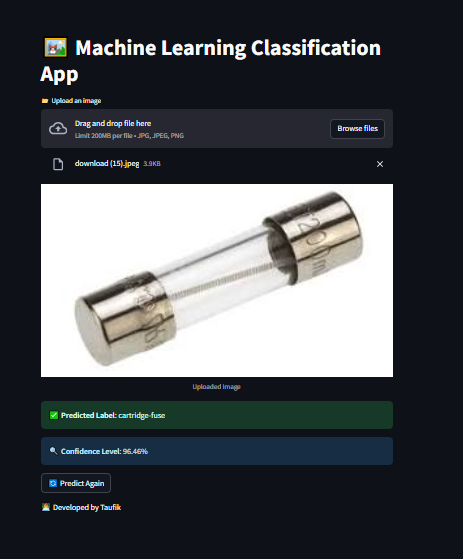 Machine Learning Classification
App
Upload an image
Drag and drop file here
Limit 200MB per file • JPG, JPEG, PNG
Browse files
download (15).jpeg 3.9KB
Uploaded Image
Predicted Label: cartridge-fuse
Confidence Level: 96.46%
Predict Again
Developed by Taufik